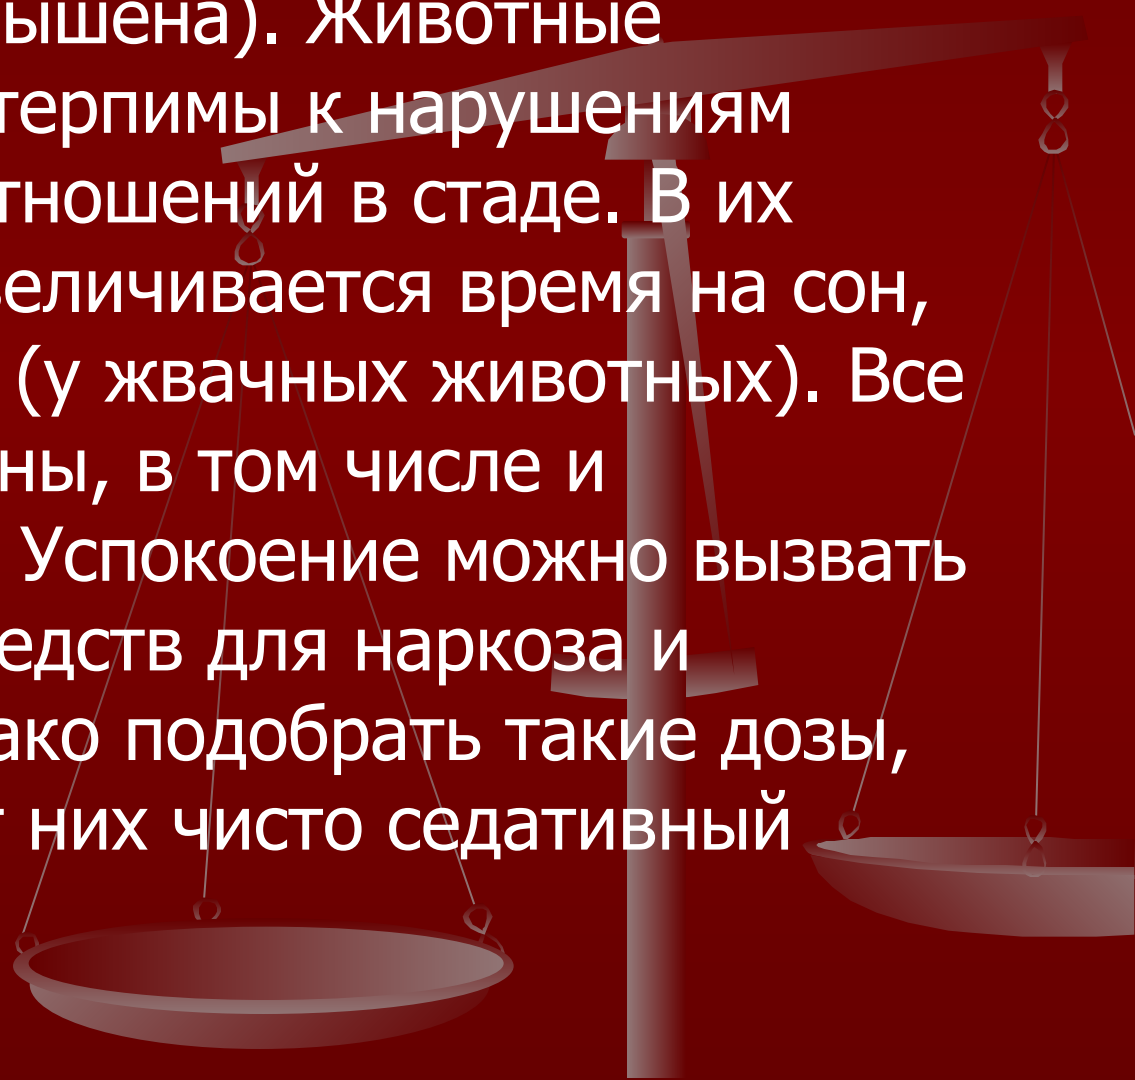 ышена). Животные
терпимы к нарушениям
тношений в стаде. В их
еличивается время на сон,
(у жвачных животных). Все
ны, в том числе и
Успокоение можно вызвать
едств для наркоза и
ако подобрать такие дозы,
т них чисто седативный